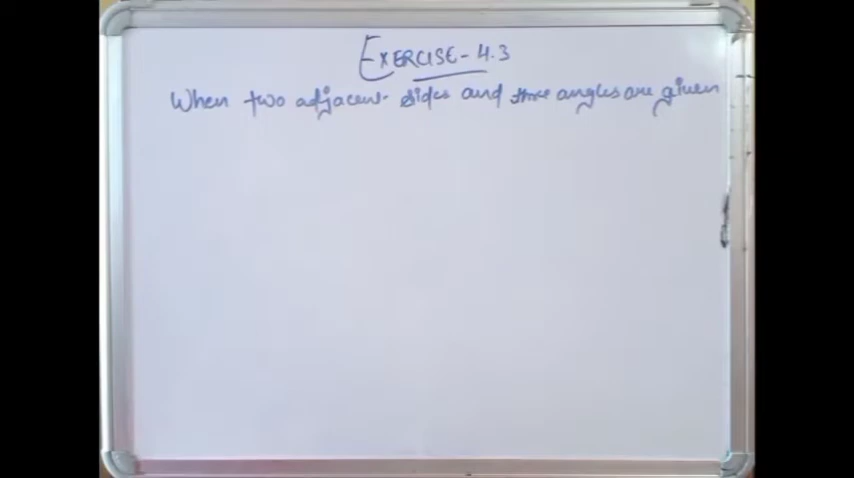 EXERCISE - 4.3
When two adjacent sides and three angles are given